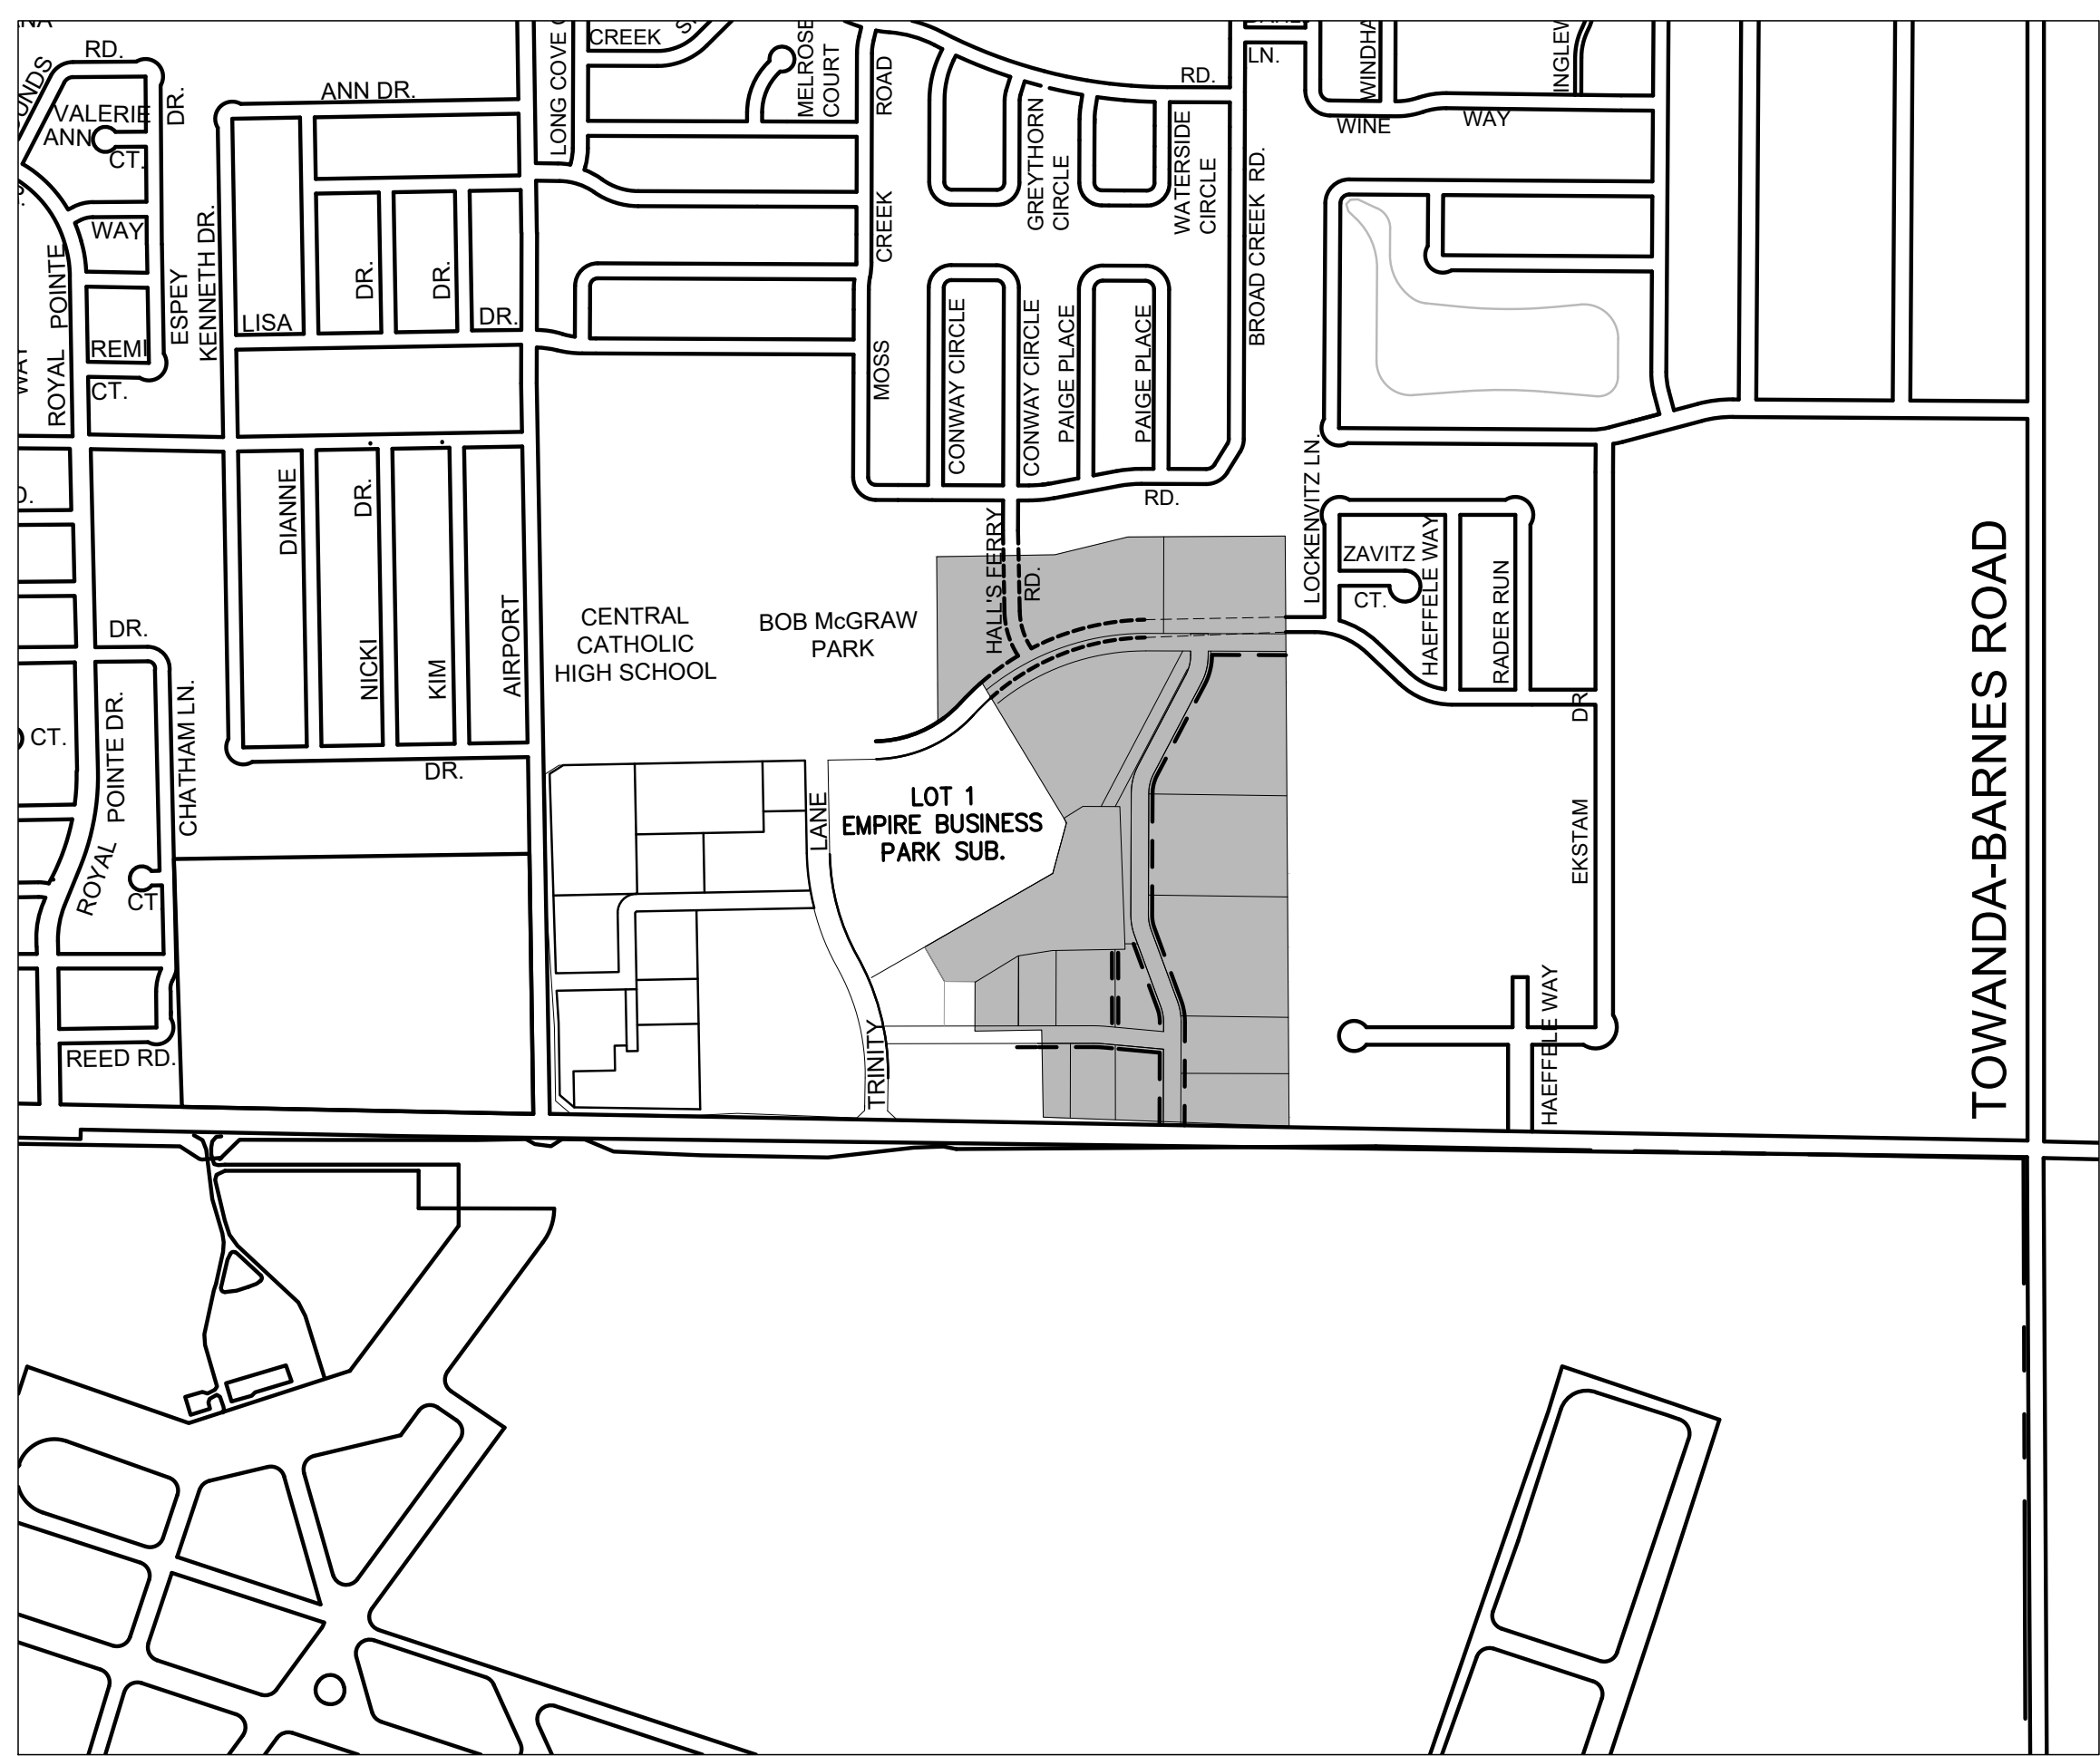 RD.
CREEK
LONG COVE
MELROSE
COURT
ROAD
RD.
LN.
ANN DR.
DR.
VALERIE
ANN
CT.
WINE
WAY
GREYTHORN
CIRCLE
WATERSIDE
CIRCLE
BROAD CREEK RD.
WAY
ROYAL POINTE
ESPEY
KENNETH DR.
DR.
DR.
CREEK
LISA
DR.
REMI
CT.
MOSS
CONWAY CIRCLE
CONWAY CIRCLE
PAIGE PLACE
PAIGE PLACE
RD.
LOCKENVITZ LN.
DIANNE
DR.
HALL'S FERRY
RD.
ZAVITZ
CT.
HAEFFELE WAY
RADER RUN
TOWANDA-BARNES ROAD
CENTRAL
CATHOLIC
HIGH SCHOOL
BOB McGRAW
PARK
DR.
NICKI
KIM
AIRPORT
DR.
CT.
ROYAL POINTE DR.
CHATHAM LN.
DR.
LANE
LOT 1
EMPIRE BUSINESS
PARK SUB.
EKSTAM
CT.
TRINITY
HAEFFELE WAY
REED RD.